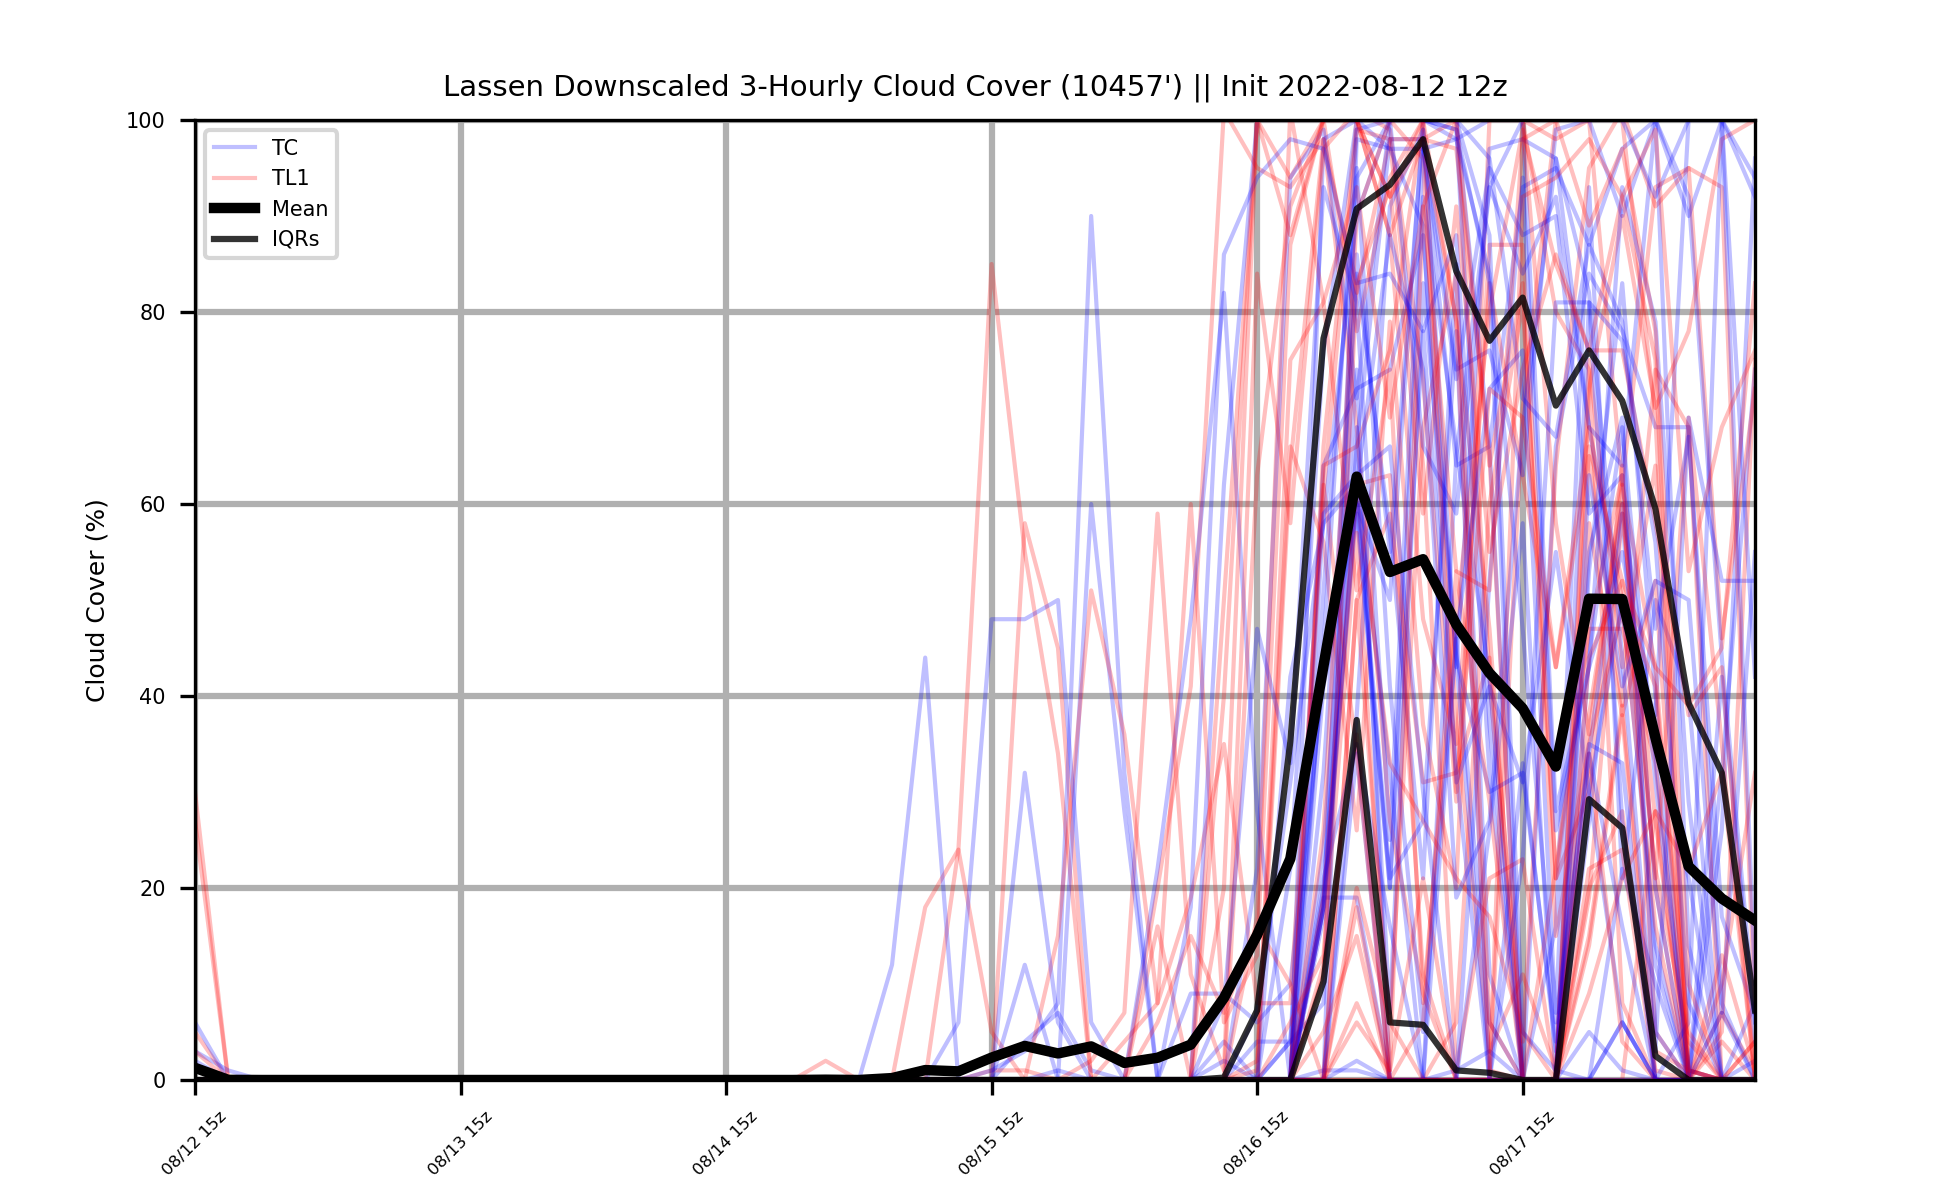 Lassen Downscaled 3-Hourly Cloud Cover (10457') || Init 2022-08-12 12z
Cloud Cover (%)
100
80
60
40
20
0
TC
TL1
Mean
IQRs
08/12 15z
08/13 15z
08/14 15z
08/15 15z
08/16 15z
08/17 15z